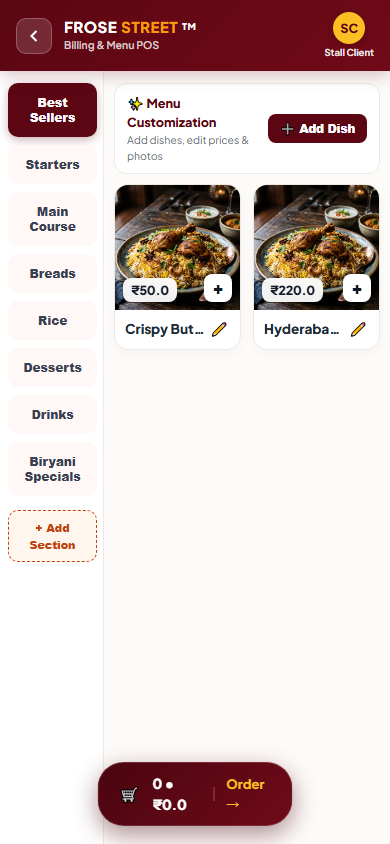 FROSE STREET ™
Billing & Menu POS
SC
Stall Client
Best
Sellers
Starters
Main
Course
Breads
Rice
Desserts
Drinks
Biryani
Specials
+ Add
Section
✨ Menu
Customization
Add dishes, edit prices &
photos
➕ Add Dish
₹50.0
+
Crispy But...
₹220.0
+
Hyderaba...
0 •
₹0.0
|
Order
→